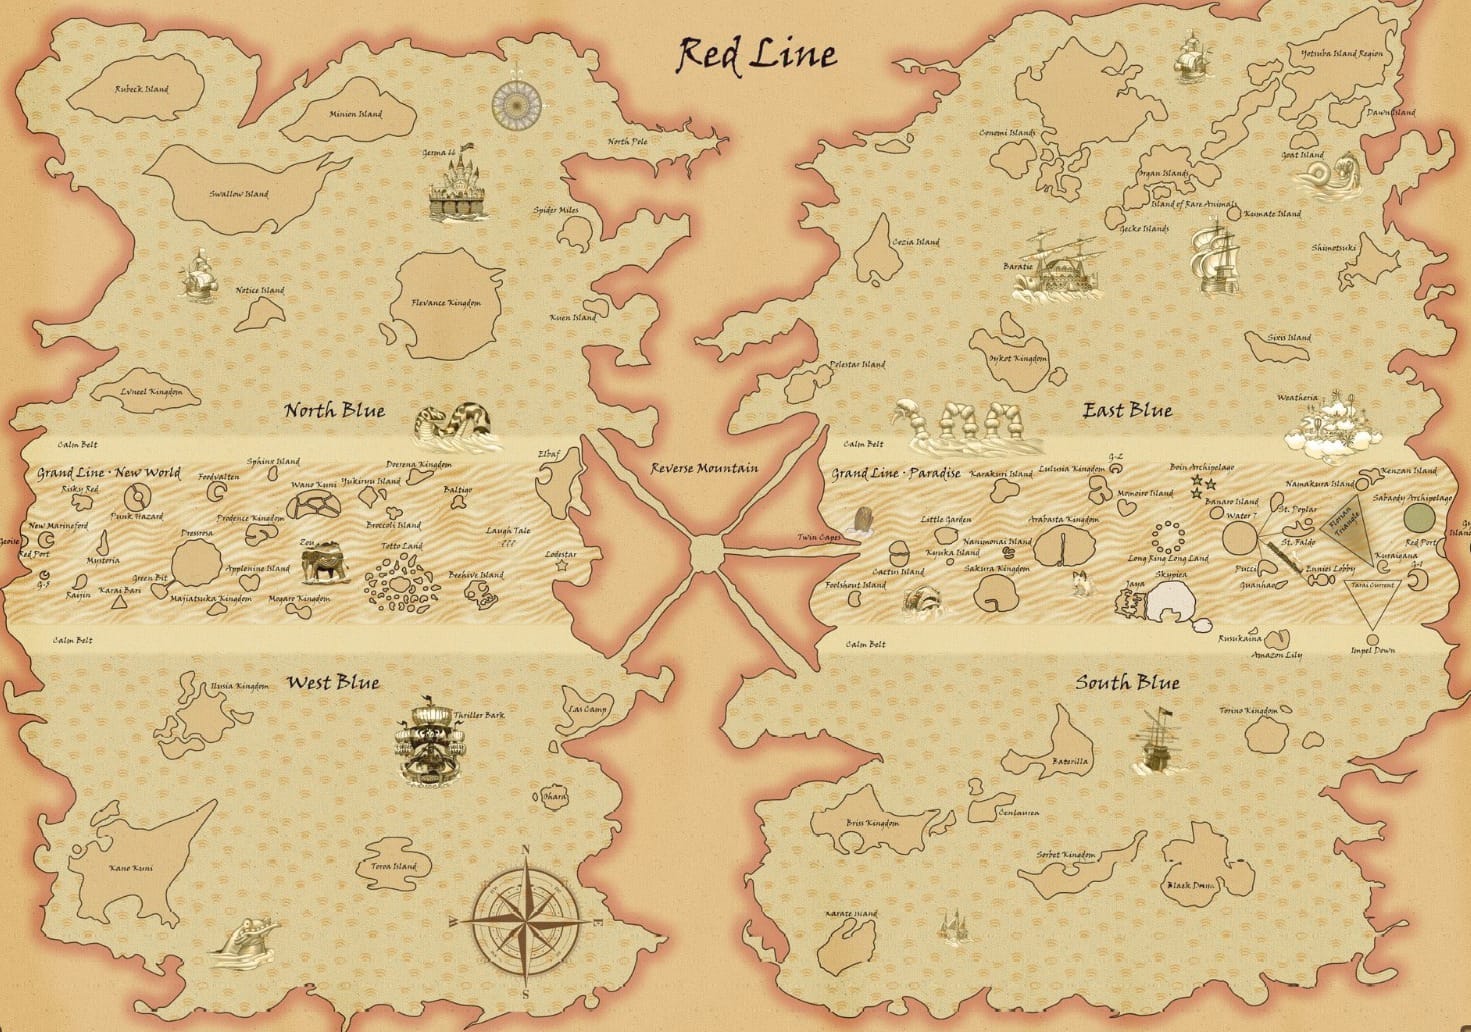 Red Line
Rubeck Island
Minion Island
Swallow Island
Germa 66
North Pole
Spider Miles
Notice Island
Flevance Kingdom
Kuen Island
Lvneel Kingdom
North Blue
Yotsuba Island Region
Dawn Island
Conomi Islands
Goat Island
Organ Islands
Island of Rare Animals
Kumate Island
Gecko Islands
Cozia Island
Baratie
Shimotsuki
Sixis Island
Oykot Kingdom
Polestar Island
Weatheria
East Blue
Calm Belt
Calm Belt
Reverse Mountain
Grand Line · New World
Sphinx Island
Doerena Kingdom
Elbaf
Risky Red
Foodvalten
Wano Kuni
Yukiryu Island
Baltigo
Punk Hazard
New Marineford
Prodence Kingdom
Broccoli Island
Laugh Tale
Red Port
Mystoria
Dressrosa
Zou
Totto Land
Lodestar
G-5
Green Bit
Applenine Island
Beehive Island
Raijin
Karai Bari
Majiatsuka Kingdom
Mogaro Kingdom
Calm Belt
Grand Line · Paradise
Karakuri Island
Lulusia Kingdom
G-2
Boin Archipelago
Kenzan Island
Namakura Island
Momoiro Island
Banaro Island
St. Poplar
Sabaody Archipelago
Little Garden
Arabasta Kingdom
Water 7
Florian
Triangle
Twin Capes
Kyuka Island
Nanimonai Island
Long Ring Long Land
St. Faldo
Red Port
Cactus Island
Sakura Kingdom
Skypiea
Pucci
Ennies Lobby
Kuraigana
G-1
Foolshout Island
Jaya
Guanhao
Tarai Current
Calm Belt
Rusukaina
Amazon Lily
Impel Down
West Blue
Ilusia Kingdom
Thriller Bark
Las Camp
Ohara
Kano Kuni
Toroa Island
N
W
E
S
South Blue
Torino Kingdom
Baterilla
Briss Kingdom
Centaurea
Sorbet Kingdom
Karate Island